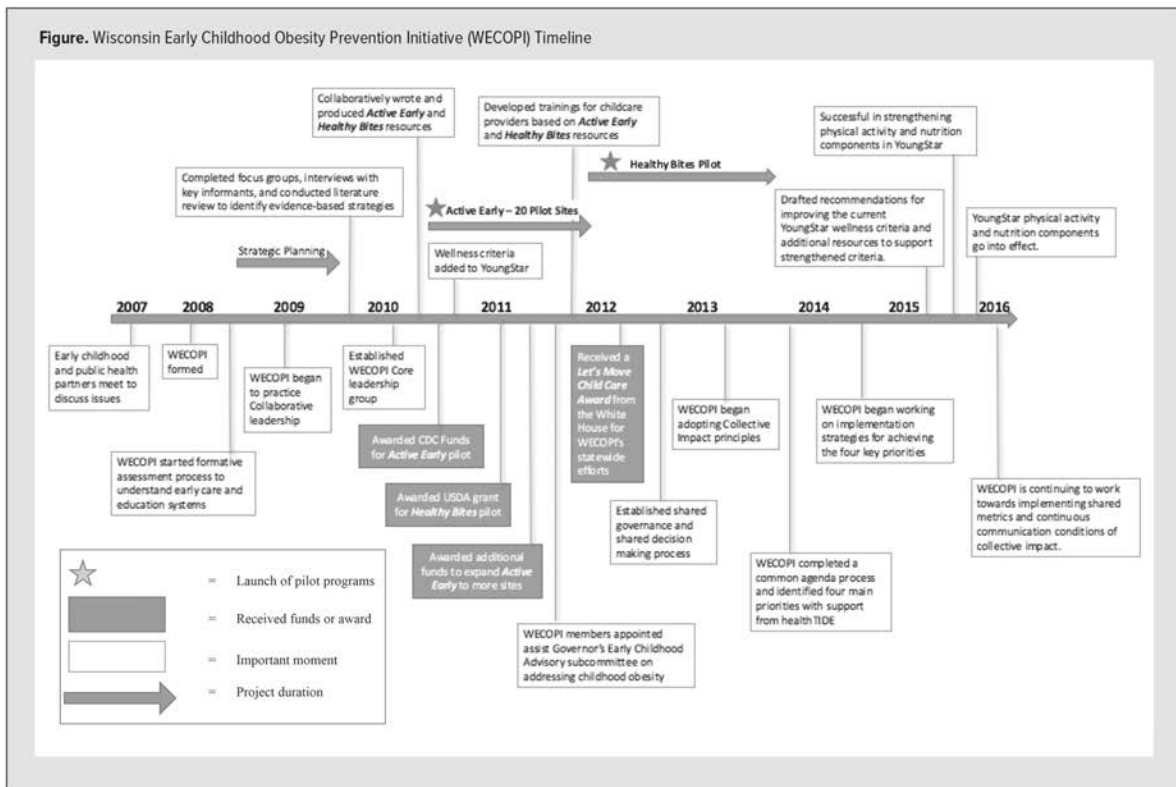 Figure. Wisconsin Early Childhood Obesity Prevention Initiative (WECOPI) Timeline
Collaboratively wrote and
produced Active Early and
Healthy Bites resources
Developed trainings for childcare
providers based on Active Early
and Healthy Bites resources
Successful in strengthening
physical activity and nutrition
components in YoungStar
Completed focus groups, interviews with
key informants, and conducted literature
review to identify evidence-based strategies
Healthy Bites Pilot
Active Early – 20 Pilot Sites
Drafted recommendations for
improving the current
YoungStar wellness criteria and
additional resources to support
strengthened criteria.
YoungStar physical activity
and nutrition components
go into effect.
Strategic Planning
Wellness criteria
added to YoungStar
2007 2008 2009 2010 2011 2012 2013 2014 2015 2016
Early childhood
and public health
partners meet to
discuss issues
WECOPI
formed
WECOPI began
to practice
Collaborative
leadership
Established
WECOPI Core
leadership
group
Received a
Let's Move
Child Care
Award from
the White
House for
WECOPI's
statewide
efforts
WECOPI began
adopting Collective
Impact principles
WECOPI began working
on implementation
strategies for achieving
the four key priorities
Awarded CDC Funds
for Active Early pilot
WECOPI started formative
assessment process to
understand early care and
education systems
Awarded USDA grant
for Healthy Bites pilot
WECOPI is continuing to work
towards implementing shared
metrics and continuous
communication conditions of
collective impact.
Established shared
governance and
shared decision
making process
Awarded additional
funds to expand Active
Early to more sites
WECOPI completed a
common agenda process
and identified four main
priorities with support
from healthTIDE
WECOPI members appointed
assist Governor's Early Childhood
Advisory subcommittee on
addressing childhood obesity
= Launch of pilot programs
= Received funds or award
= Important moment
= Project duration